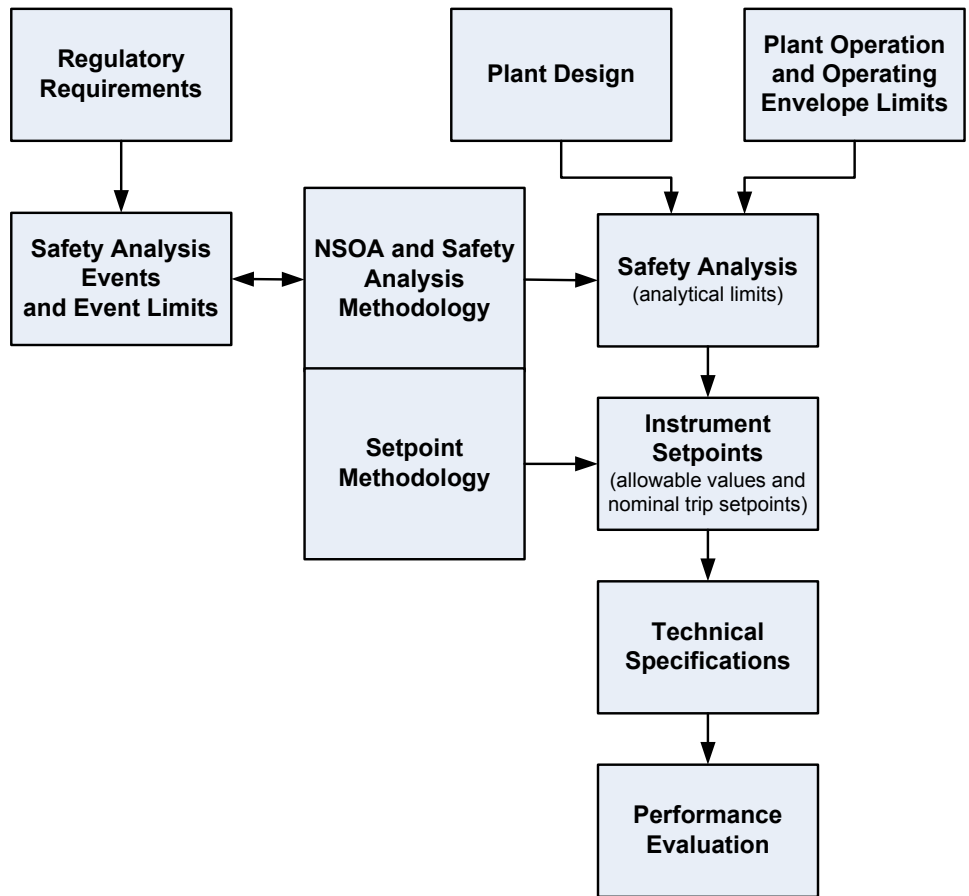 Regulatory
Requirements
Plant Design
Plant Operation
and Operating
Envelope Limits
Safety Analysis
Events
and Event Limits
NSOA and Safety
Analysis
Methodology
Safety Analysis
(analytical limits)
Setpoint
Methodology
Instrument
Setpoints
(allowable values and
nominal trip setpoints)
Technical
Specifications
Performance
Evaluation